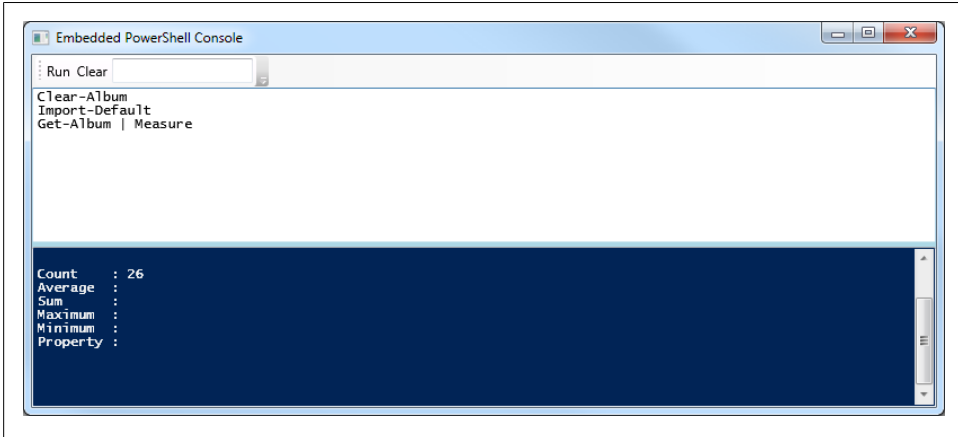 Embedded PowerShell Console
Run Clear
Clear-Album
Import-Default
Get-Album | Measure
Count : 26
Average :
Sum :
Maximum :
Minimum :
Property :